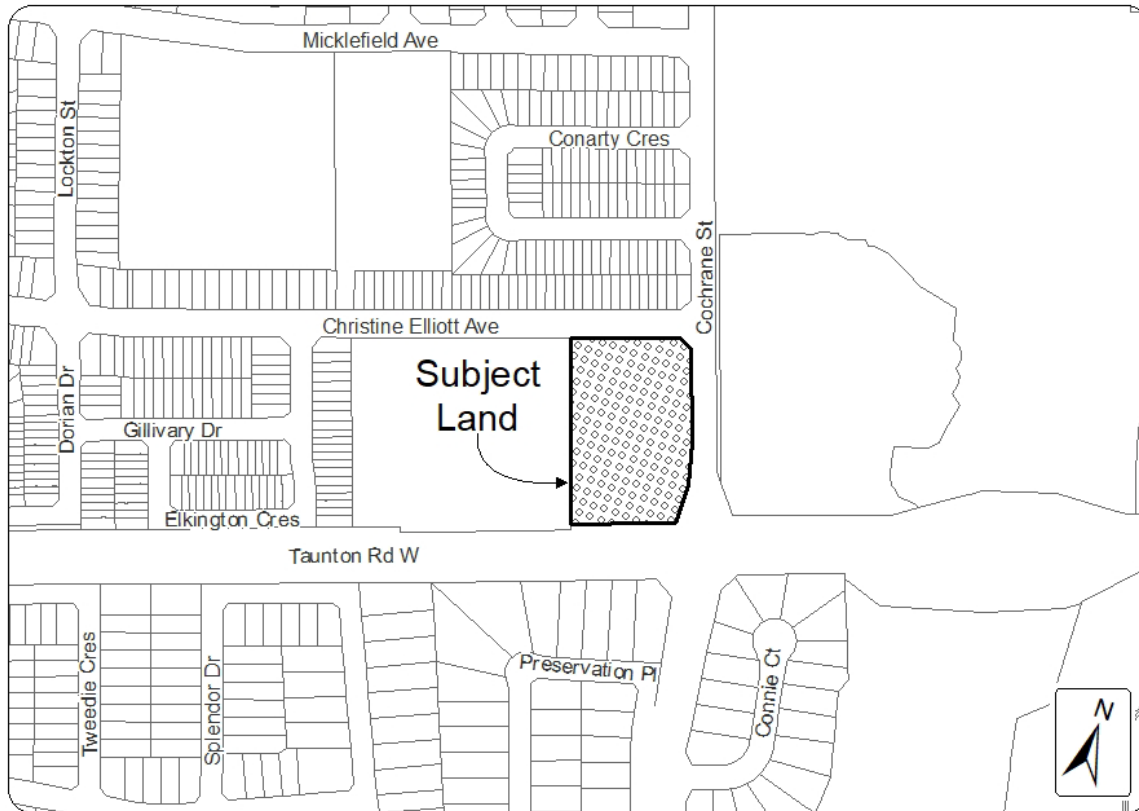 Micklefield Ave
Lockton St
Conarty Cres
Cochrane St
Christine Elliott Ave
Subject
Land
Dorian Dr
Gillivary Dr
Elkington Cres
Taunton Rd W
Tweedie Cres
Splendor Dr
Preservation Pl
Connie Ct
N